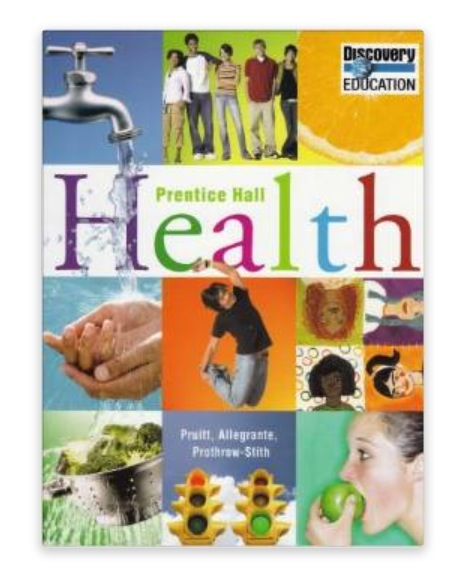 Discovery
EDUCATION
Prentice Hall
Health
Pruitt, Allegrante,
Prothrow-Stith